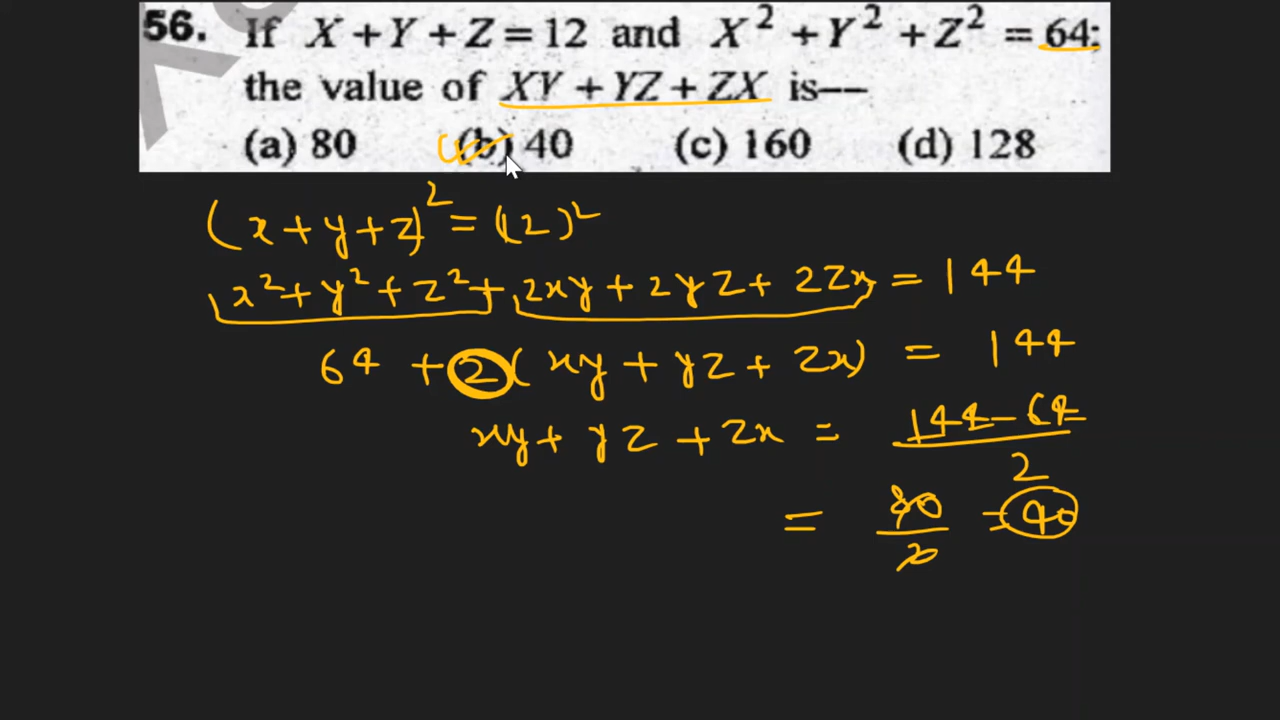 56. If X + Y + Z = 12 and X² + Y² + Z² = 64;
the value of XY + YZ + ZX is--
(a) 80 (b) 40 (c) 160 (d) 128
(x + y + z)² = (12)²
x² + y² + z² + 2xy + 2yz + 2zx = 144
64 + 2(xy + yz + zx) = 144
xy + yz + zx = 144 - 64
2
= 80 = 40
2